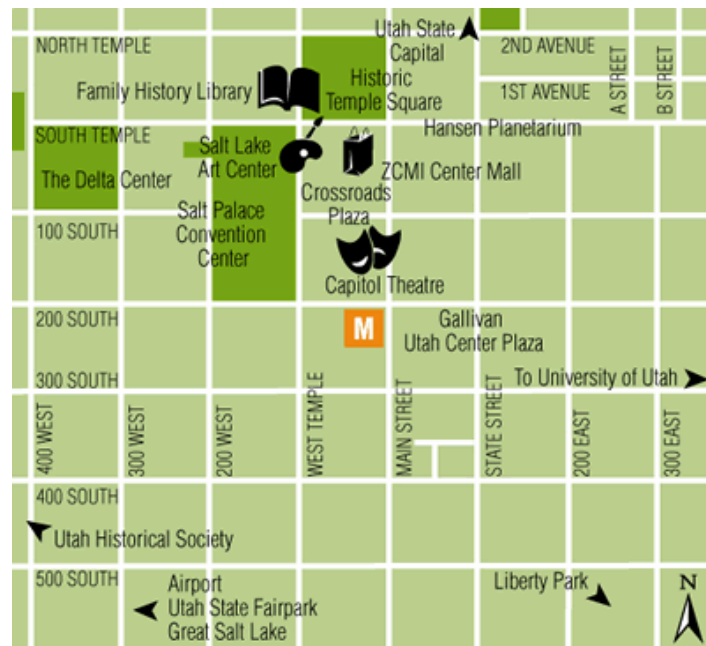 Utah State
Capital
NORTH TEMPLE
2ND AVENUE
Family History Library
Historic
Temple Square
1ST AVENUE
A STREET
B STREET
SOUTH TEMPLE
Hansen Planetarium
Salt Lake
Art Center
The Delta Center
ZCMI Center Mall
Crossroads
Plaza
Salt Palace
Convention
Center
100 SOUTH
Capitol Theatre
200 SOUTH
M
Gallivan
Utah Center Plaza
300 SOUTH
To University of Utah
400 WEST
300 WEST
200 WEST
WEST TEMPLE
MAIN STREET
STATE STREET
200 EAST
300 EAST
400 SOUTH
Utah Historical Society
500 SOUTH
Airport
Utah State Fairpark
Great Salt Lake
Liberty Park
N